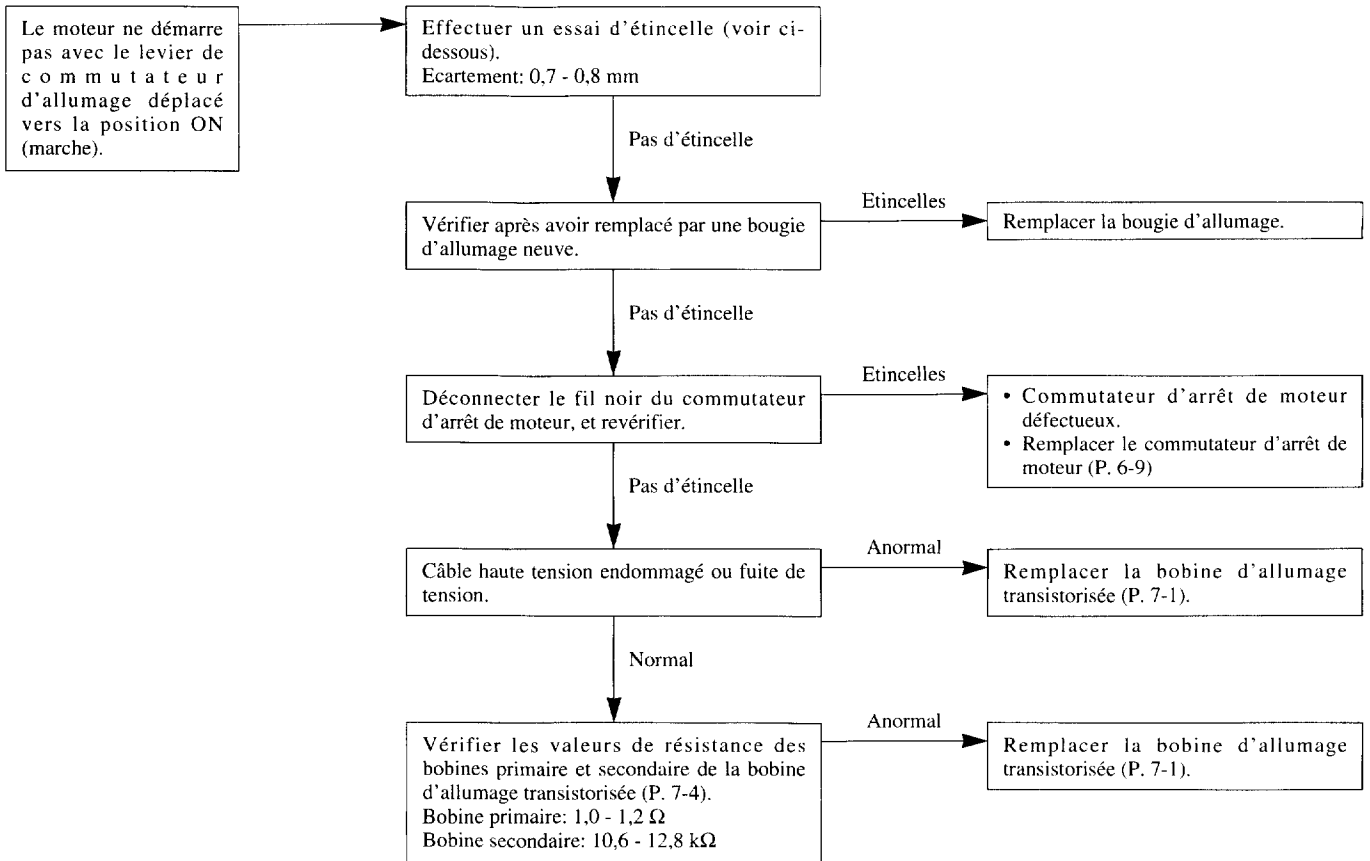 Le moteur ne démarre
pas avec le levier de
commutateur
d'allumage déplacé
vers la position ON
(marche).
Effectuer un essai d'étincelle (voir ci-
dessous).
Ecartement: 0,7 - 0,8 mm
Pas d'étincelle
Vérifier après avoir remplacé par une bougie
d'allumage neuve.
Etincelles
Remplacer la bougie d'allumage.
Pas d'étincelle
Déconnecter le fil noir du commutateur
d'arrêt de moteur, et revérifier.
Etincelles
• Commutateur d'arrêt de moteur
défectueux.
• Remplacer le commutateur d'arrêt de
moteur (P. 6-9)
Pas d'étincelle
Câble haute tension endommagé ou fuite de
tension.
Anormal
Remplacer la bobine d'allumage
transistorisée (P. 7-1).
Normal
Vérifier les valeurs de résistance des
bobines primaire et secondaire de la bobine
d'allumage transistorisée (P. 7-4).
Bobine primaire: 1,0 - 1,2 Ω
Bobine secondaire: 10,6 - 12,8 kΩ
Anormal
Remplacer la bobine d'allumage
transistorisée (P. 7-1).